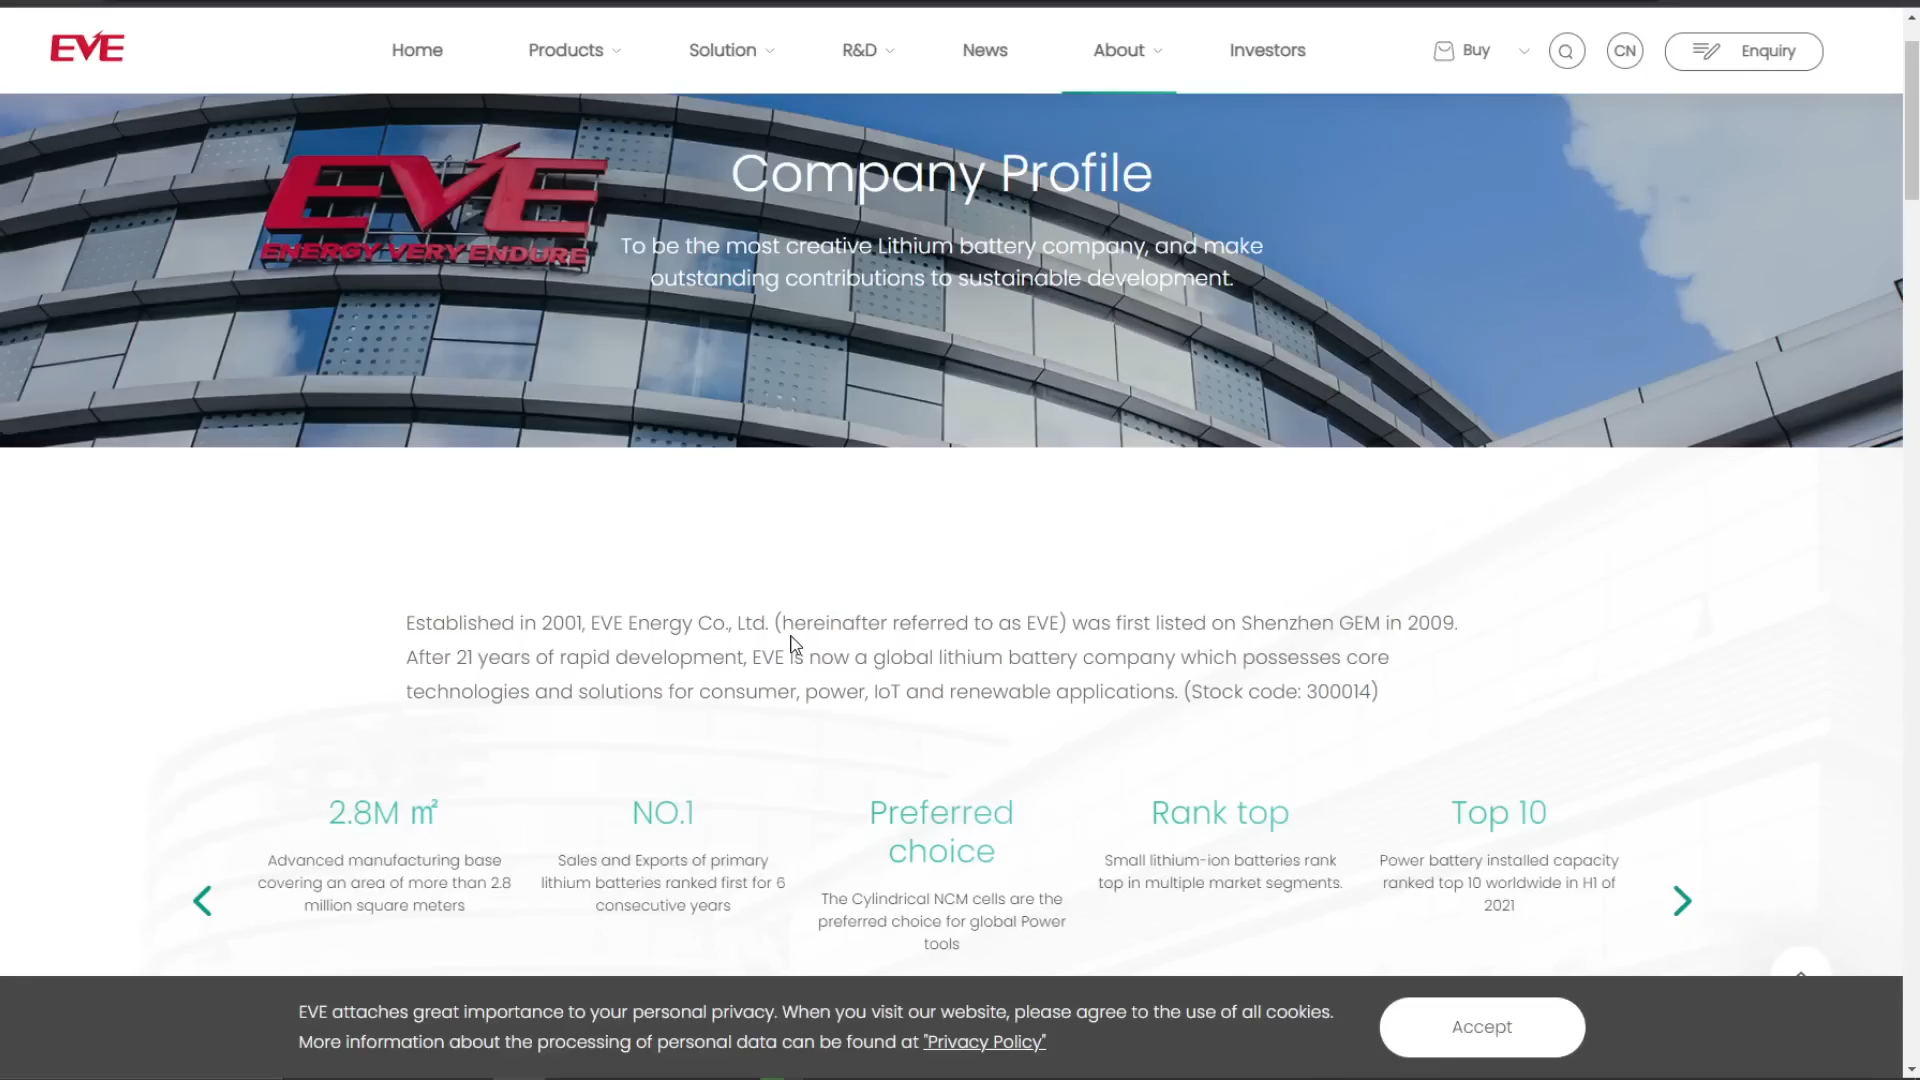 EVE
Home
Products
Solution
R&D
News
About
Investors
Buy
CN
Enquiry
EVE
ENERGY VERY ENDURE
Company Profile
To be the most creative Lithium battery company, and make
outstanding contributions to sustainable development.
Established in 2001, EVE Energy Co., Ltd. (hereinafter referred to as EVE) was first listed on Shenzhen GEM in 2009.
After 21 years of rapid development, EVE is now a global lithium battery company which possesses core
technologies and solutions for consumer, power, IoT and renewable applications. (Stock code: 300014)
2.8M ㎡
Advanced manufacturing base
covering an area of more than 2.8
million square meters
NO.1
Sales and Exports of primary
lithium batteries ranked first for 6
consecutive years
Preferred
choice
The Cylindrical NCM cells are the
preferred choice for global Power
tools
Rank top
Small lithium-ion batteries rank
top in multiple market segments.
Top 10
Power battery installed capacity
ranked top 10 worldwide in H1 of
2021
EVE attaches great importance to your personal privacy. When you visit our website, please agree to the use of all cookies.
More information about the processing of personal data can be found at "Privacy Policy"
Accept